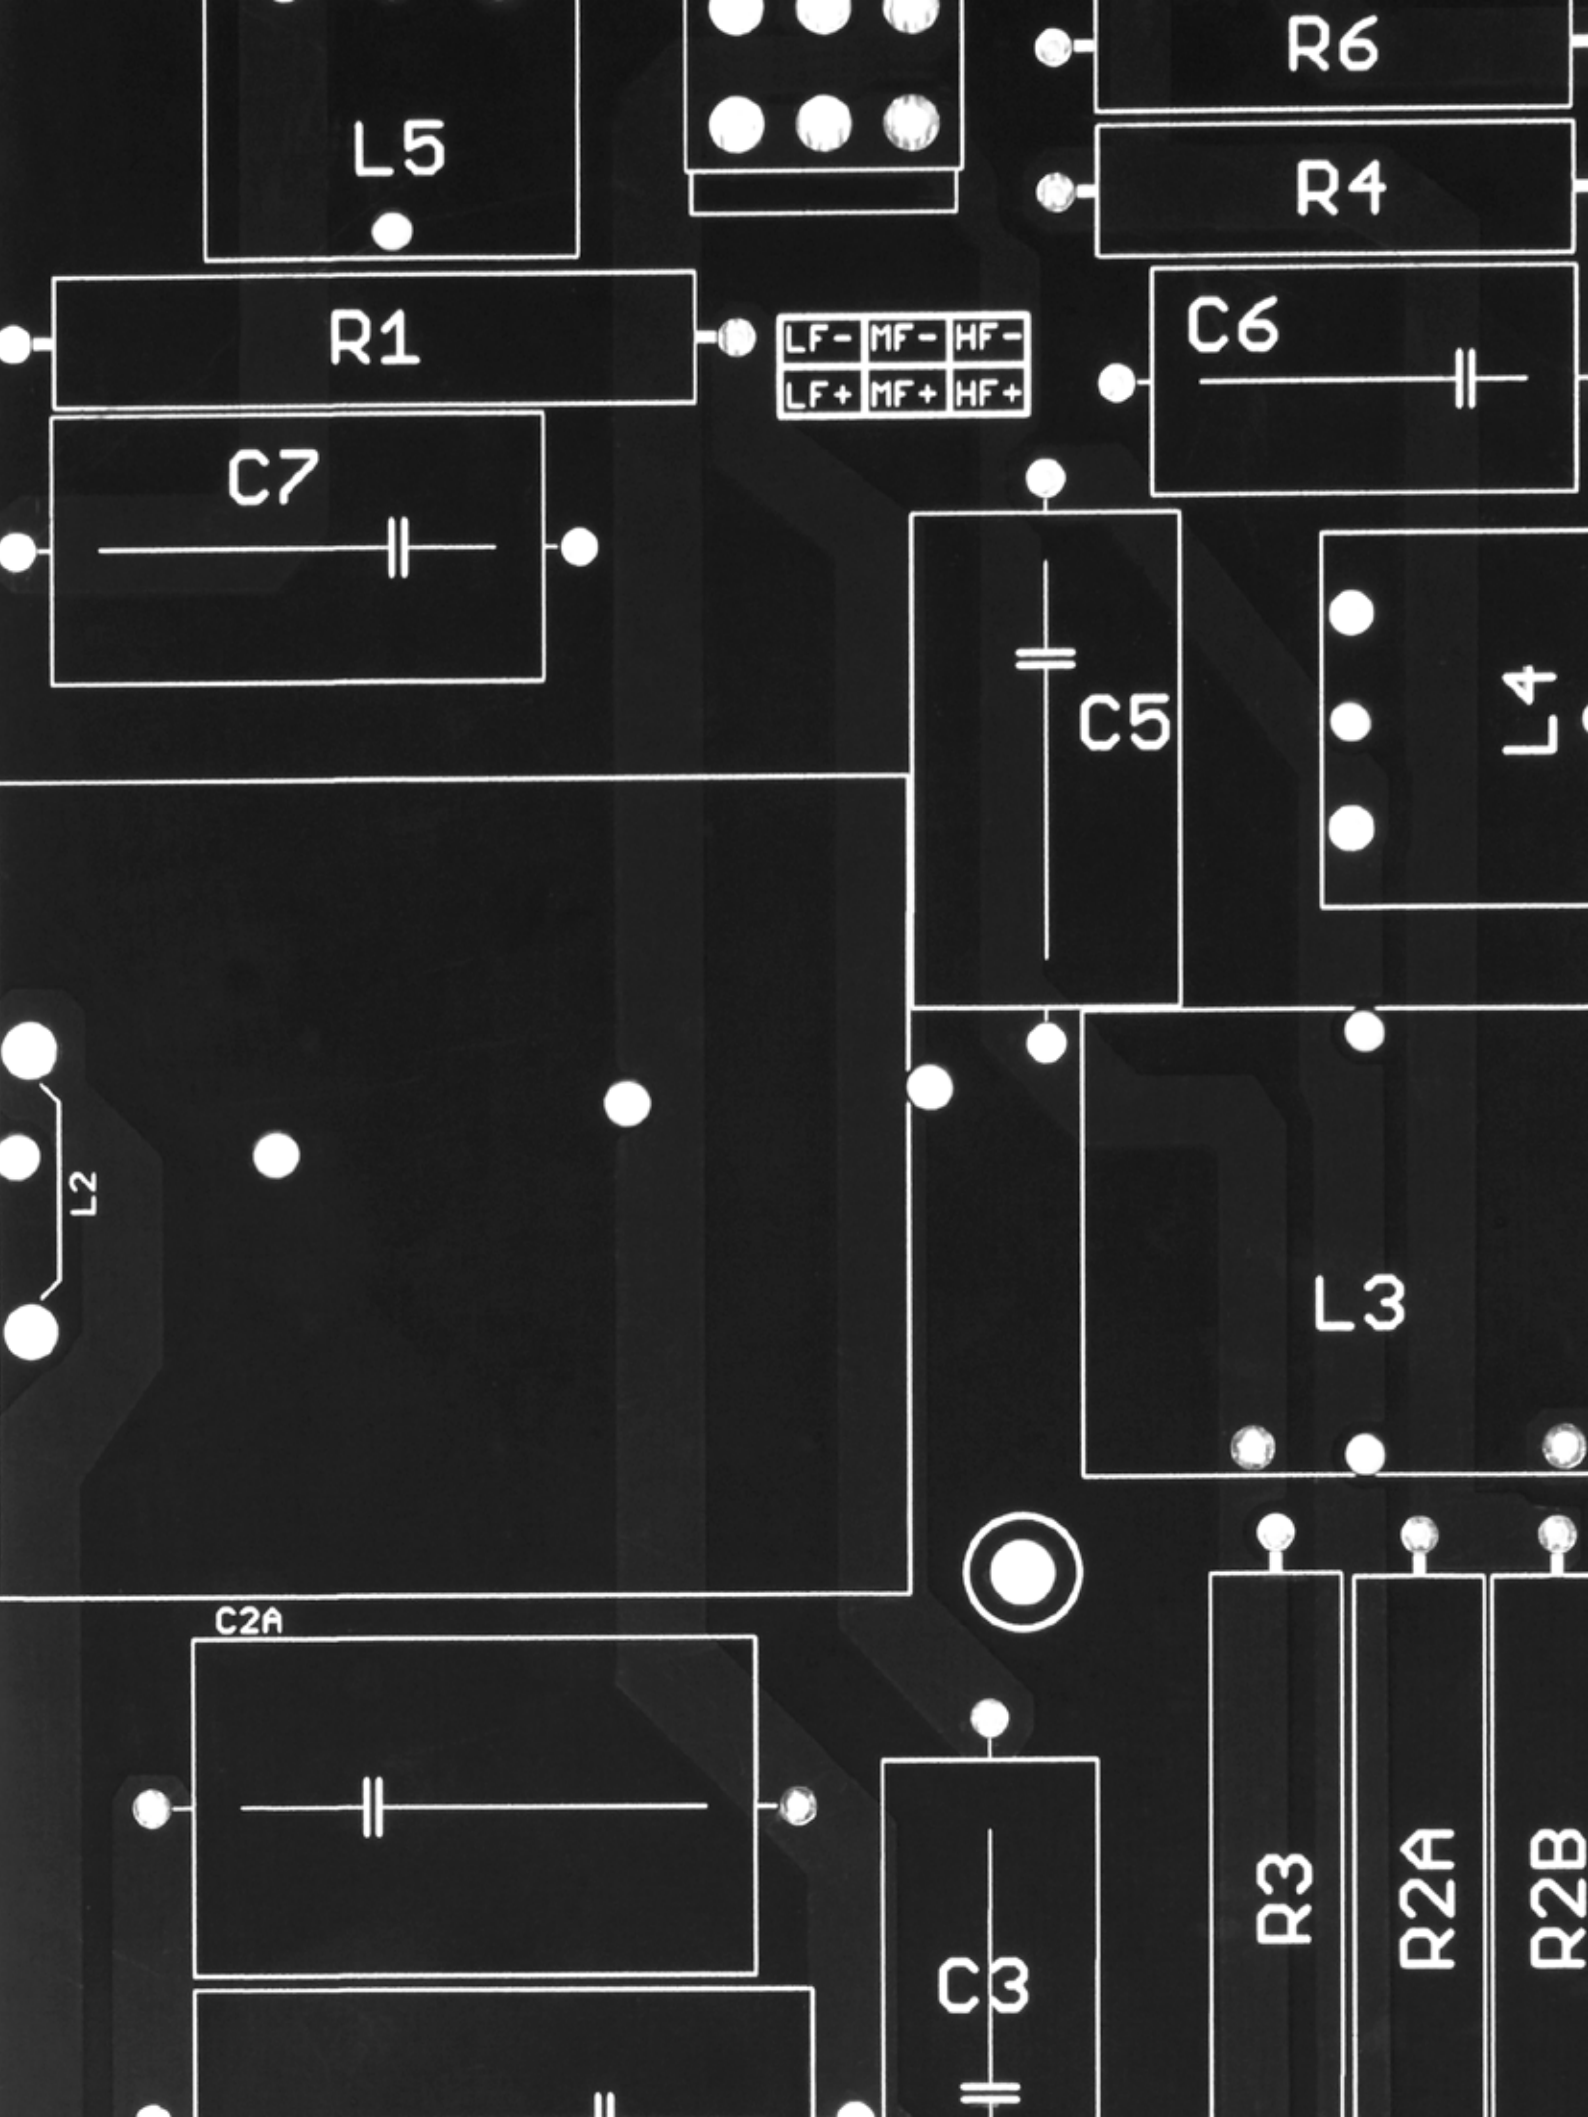 R6
L5
R4
R1
LF- MF- HF-
LF+ MF+ HF+
C6
C7
C5
L4
L2
L3
C2A
R3
R2A
R2B
C3